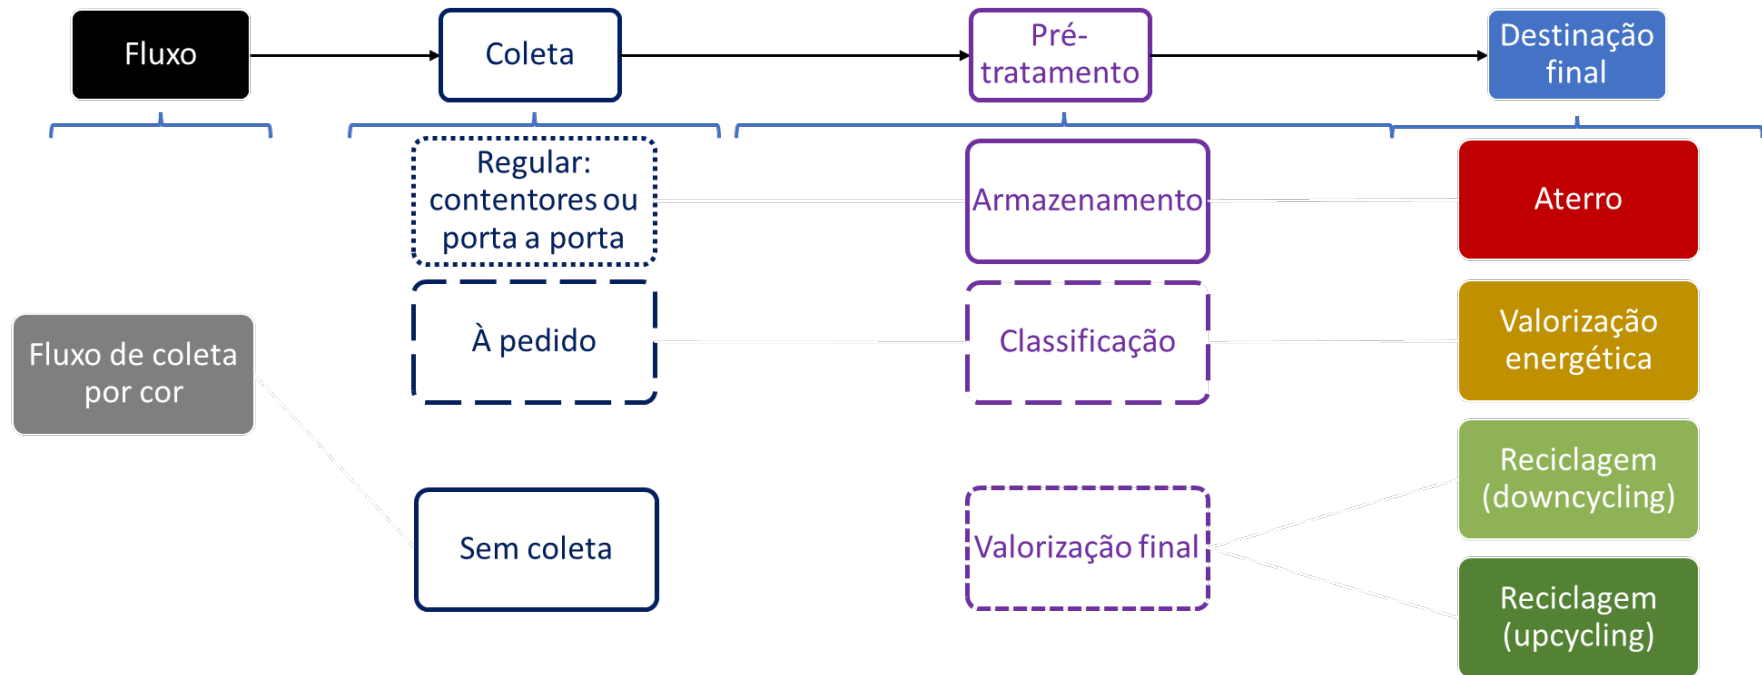 Fluxo
Coleta
Pré-
tratamento
Destinação
final
Regular:
contentores ou
porta a porta
Armazenamento
Aterro
Fluxo de coleta
por cor
À pedido
Classificação
Valorização
energética
Sem coleta
Valorização final
Reciclagem
(downcycling)
Reciclagem
(upcycling)